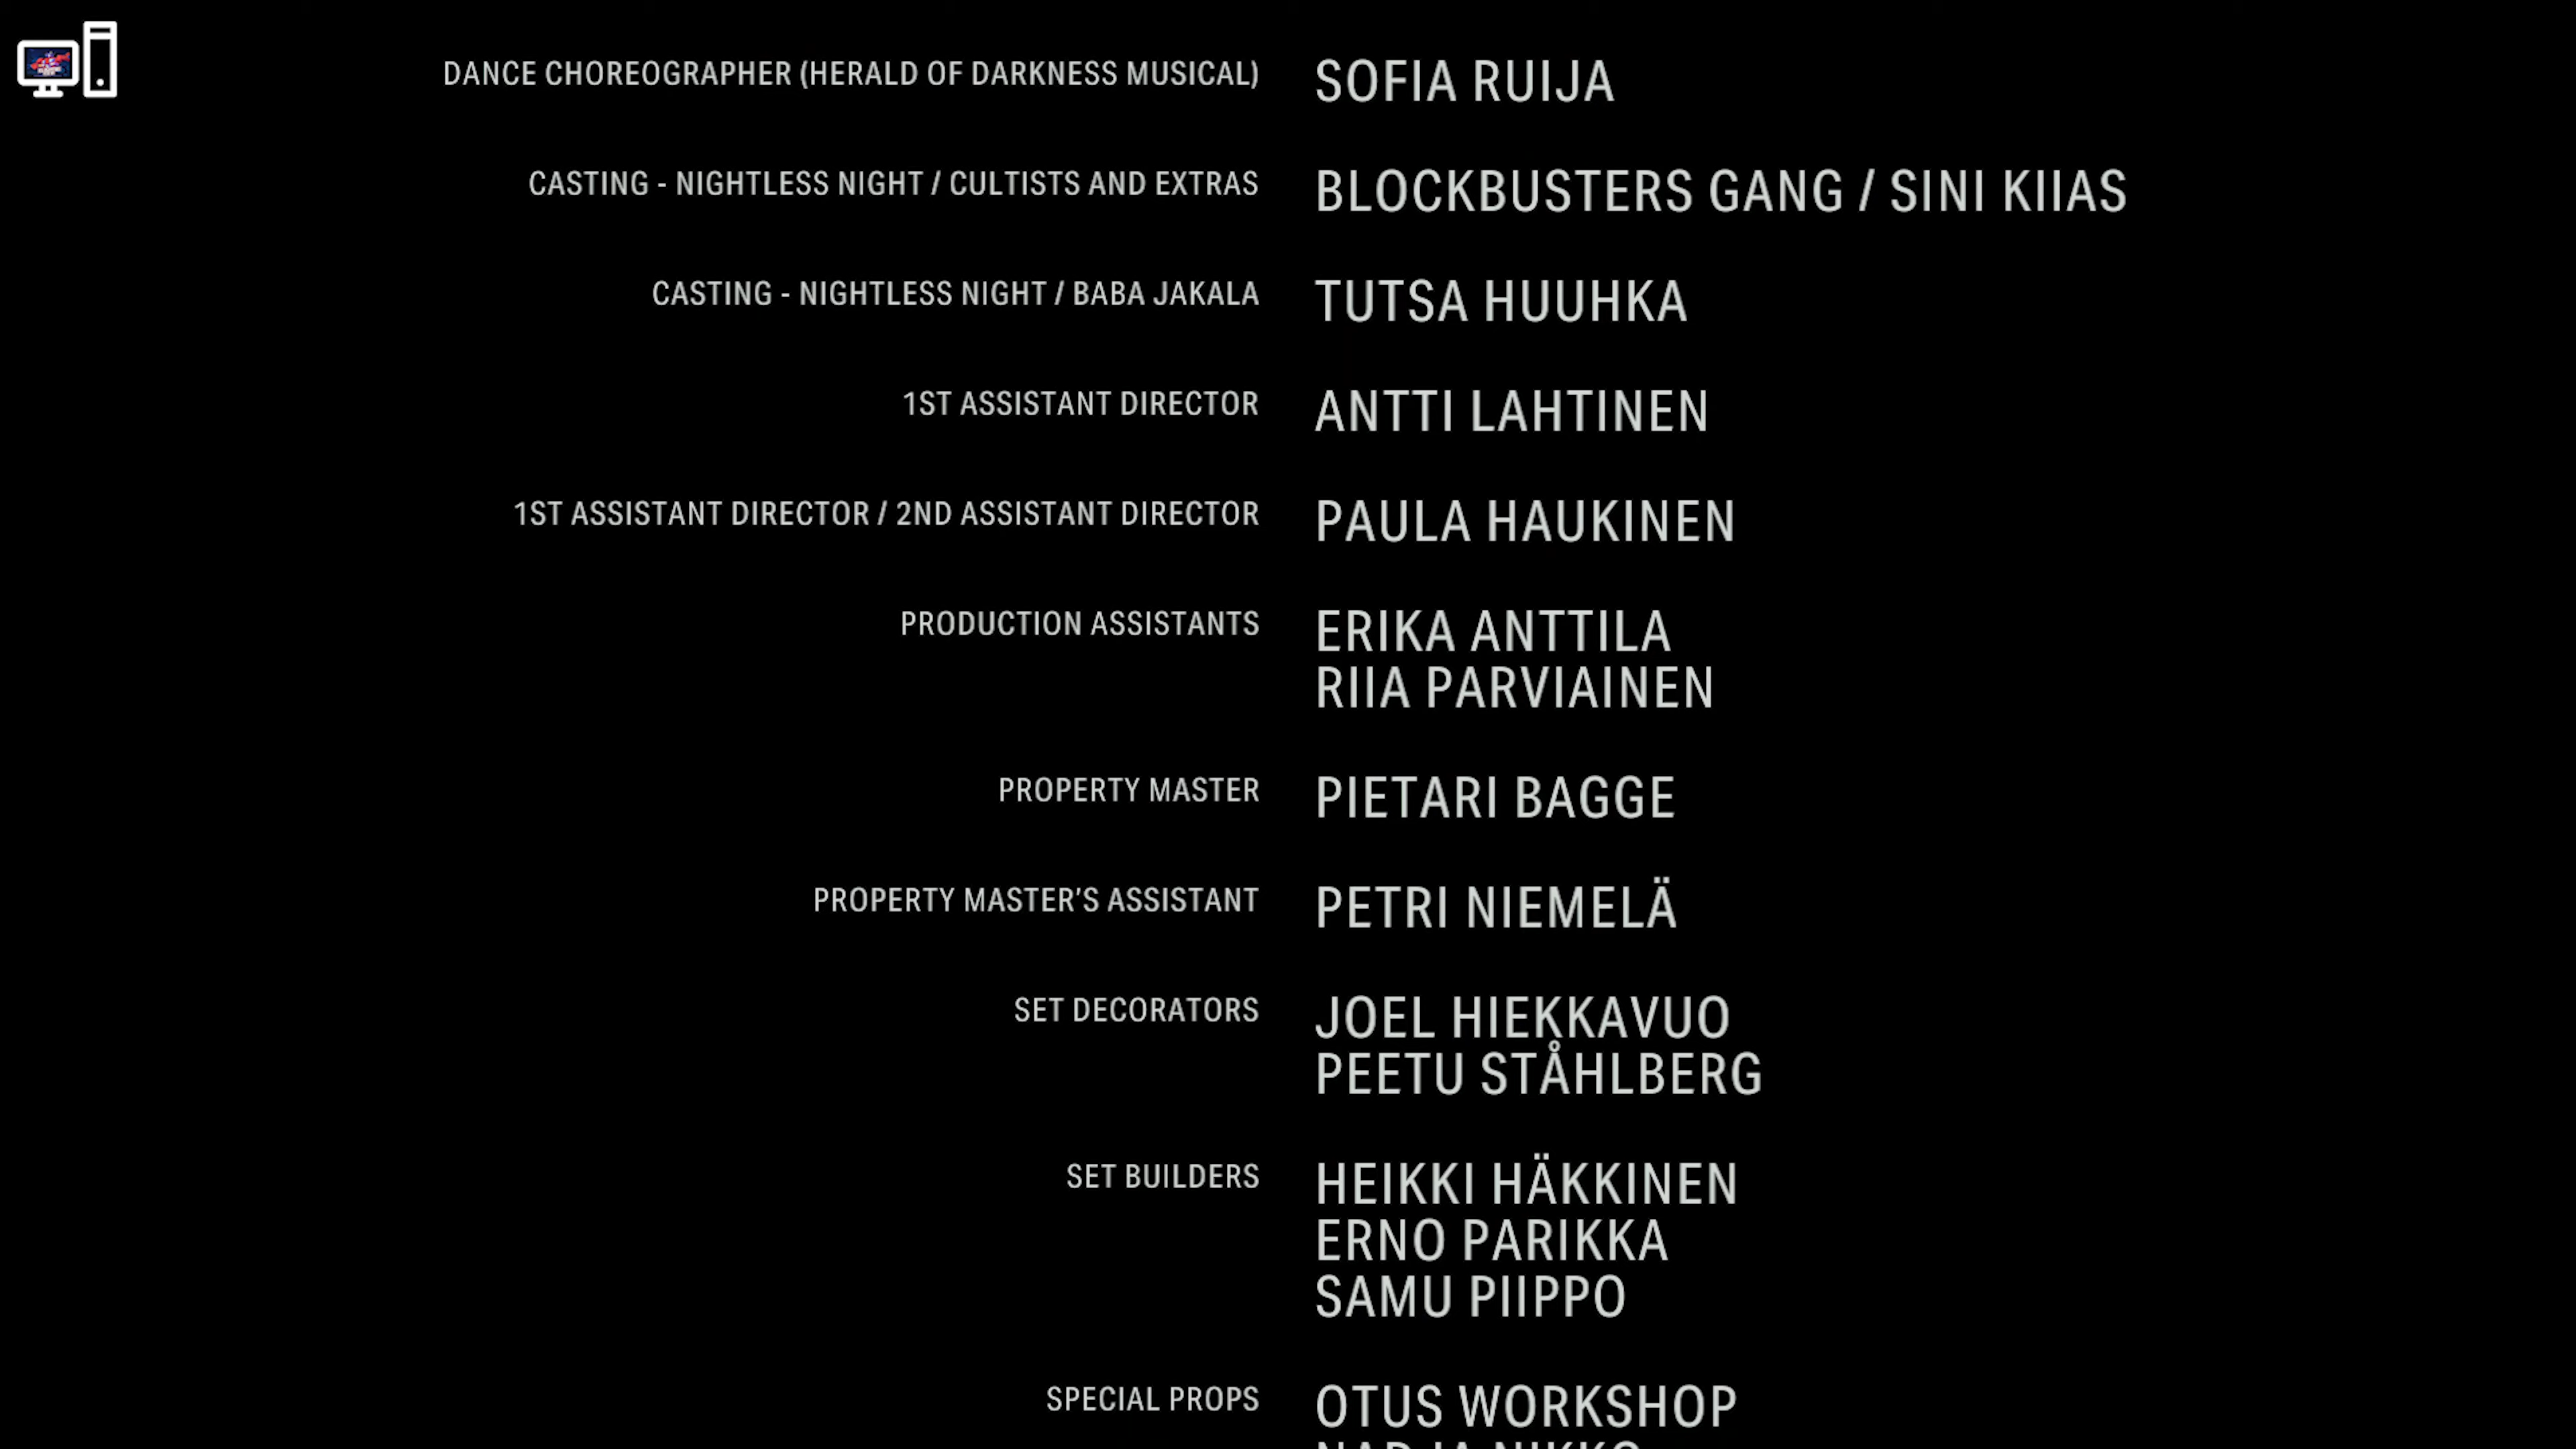 DANCE CHOREOGRAPHER (HERALD OF DARKNESS MUSICAL) SOFIA RUIJA
CASTING - NIGHTLESS NIGHT / CULTISTS AND EXTRAS BLOCKBUSTERS GANG / SINI KIIAS
CASTING - NIGHTLESS NIGHT / BABA JAKALA TUTSA HUUHKA
1ST ASSISTANT DIRECTOR ANTTI LAHTINEN
1ST ASSISTANT DIRECTOR / 2ND ASSISTANT DIRECTOR PAULA HAUKINEN
PRODUCTION ASSISTANTS ERIKA ANTTILA
RIIA PARVIAINEN
PROPERTY MASTER PIETARI BAGGE
PROPERTY MASTER'S ASSISTANT PETRI NIEMELÄ
SET DECORATORS JOEL HIEKKAVUO
PEETU STÅHLBERG
SET BUILDERS HEIKKI HÄKKINEN
ERNO PARIKKA
SAMU PIIPPO
SPECIAL PROPS OTUS WORKSHOP